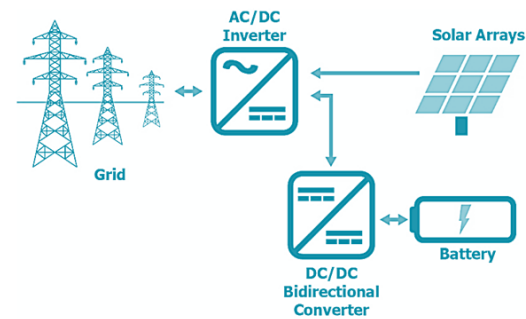 AC/DC
Inverter
Solar Arrays
Grid
DC/DC
Bidirectional
Converter
Battery